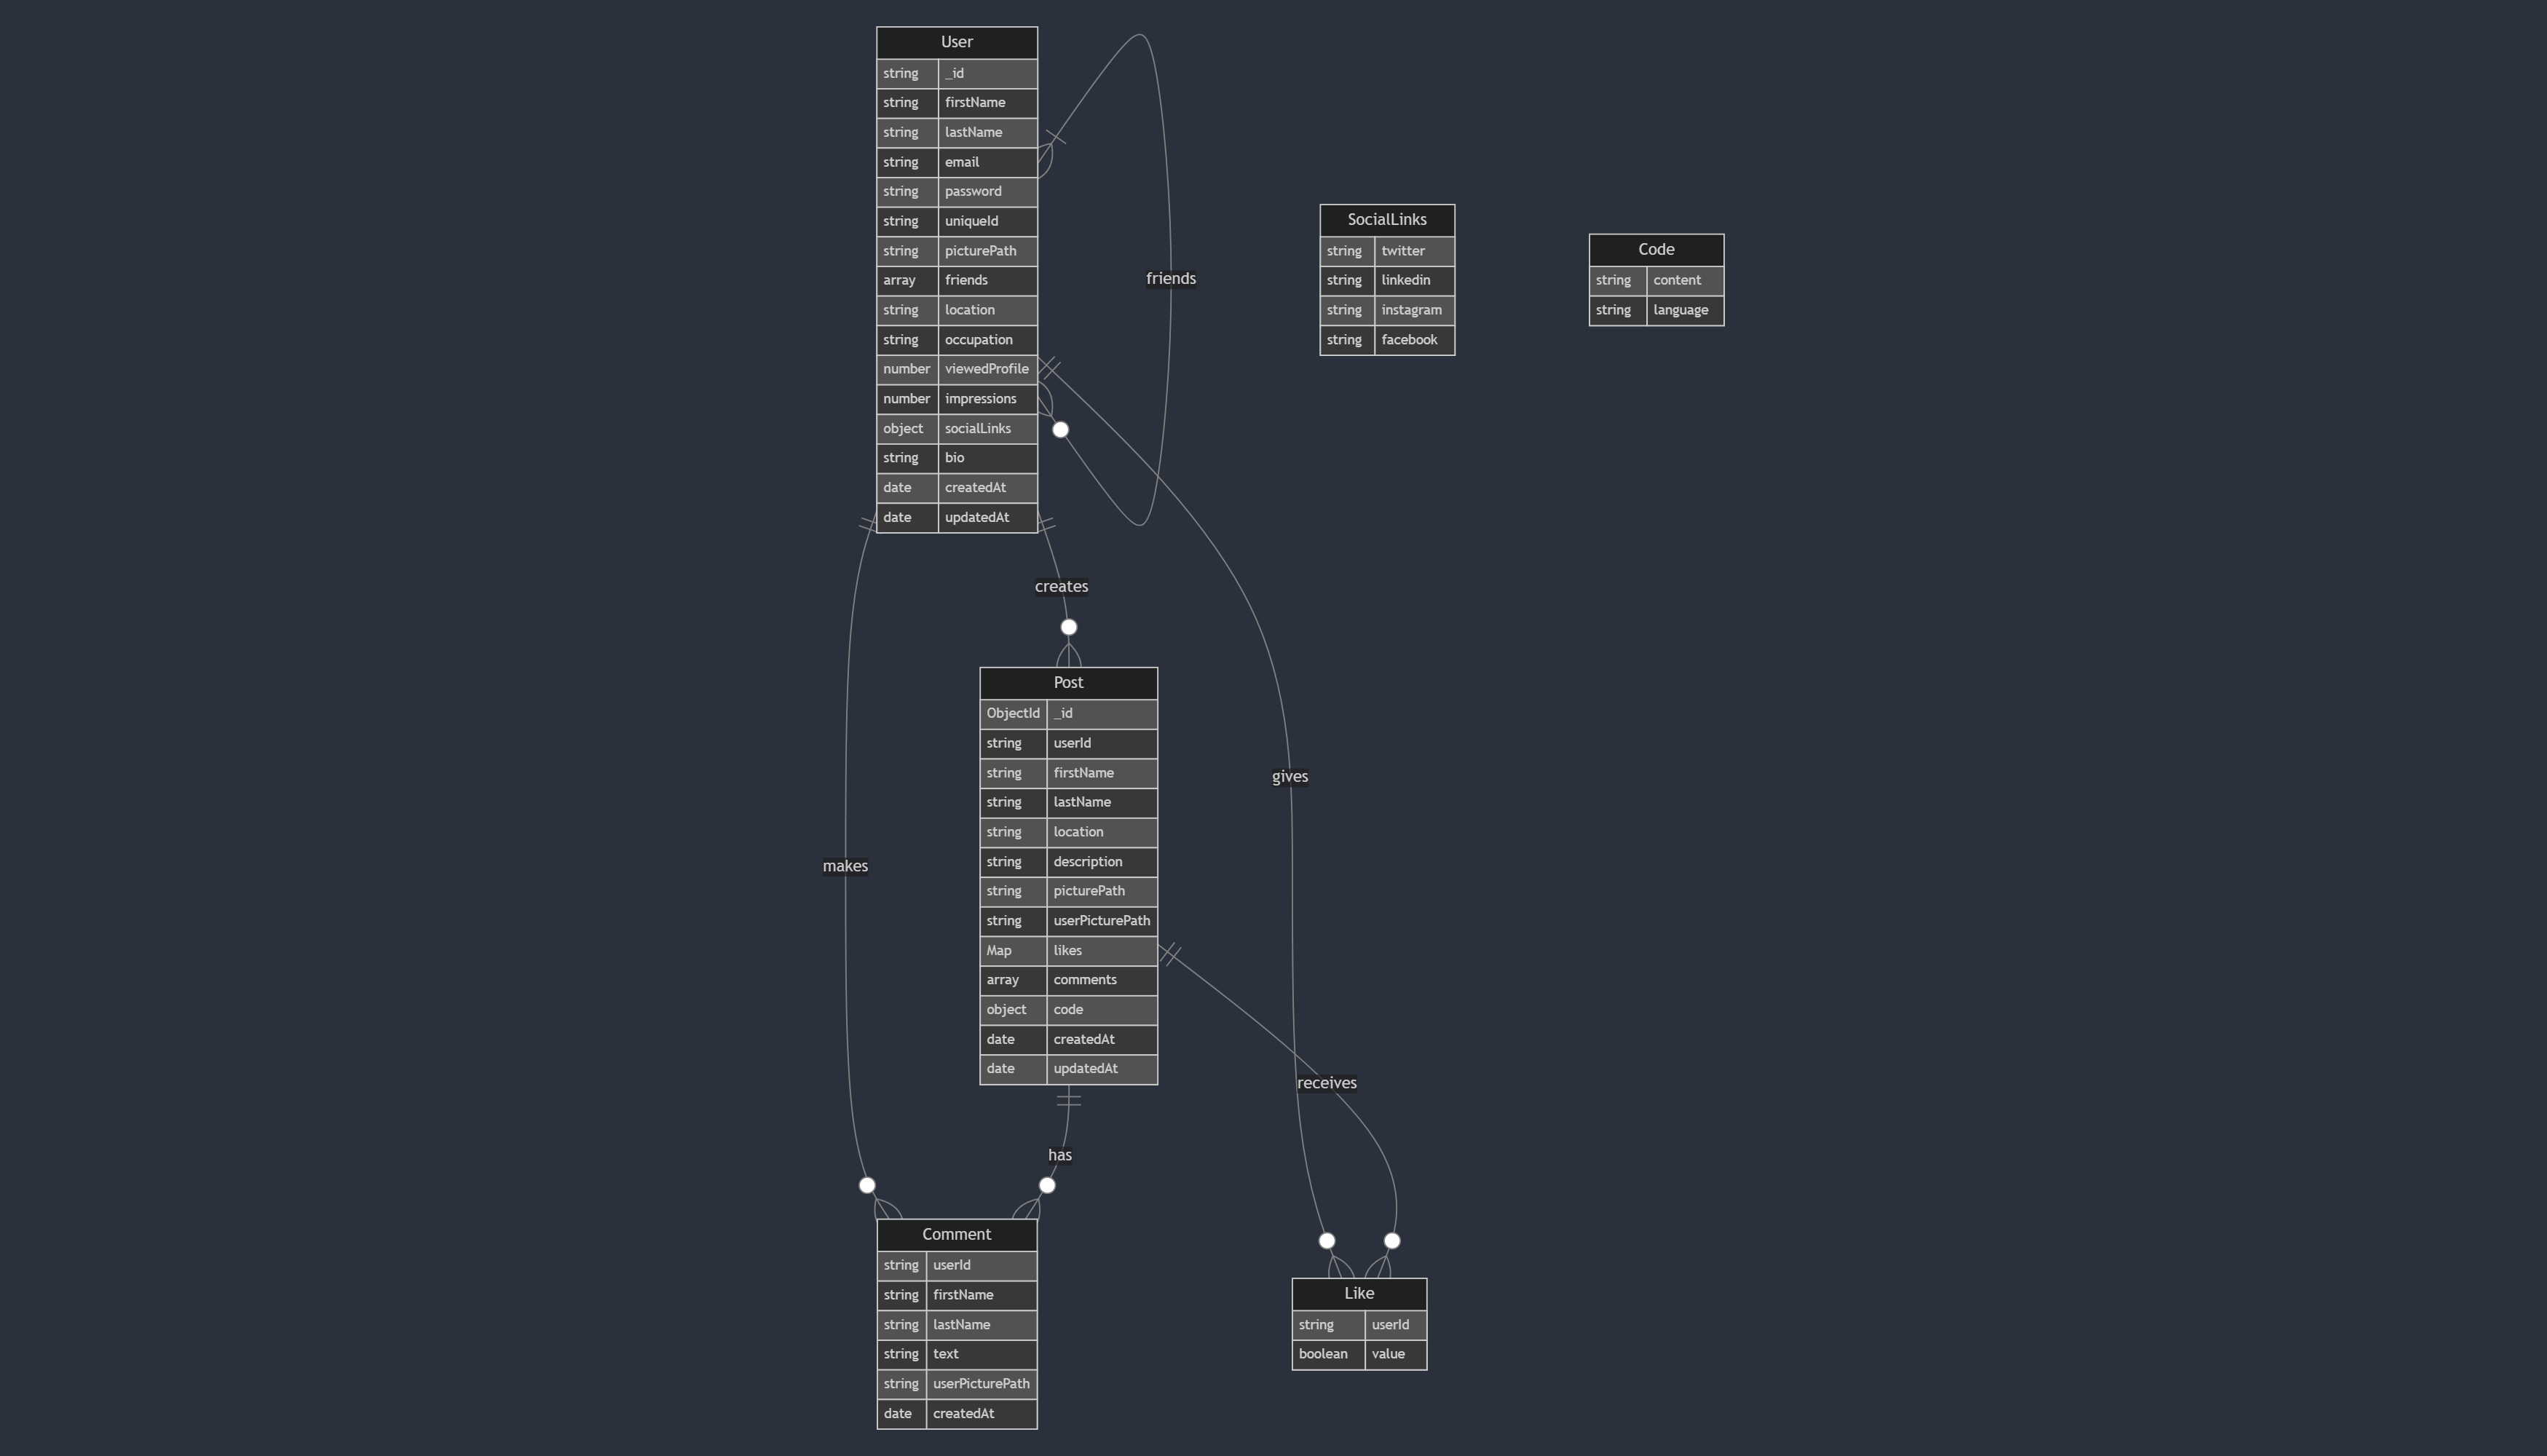 User
string _id
string firstName
string lastName
string email
string password
string uniqueId
string picturePath
array friends
string location
string occupation
number viewedProfile
number impressions
object socialLinks
string bio
date createdAt
date updatedAt
friends
SocialLinks
string twitter
string linkedin
string instagram
string facebook
Code
string content
string language
creates
Post
ObjectId _id
string userId
string firstName
string lastName
string location
string description
string picturePath
string userPicturePath
Map likes
array comments
object code
date createdAt
date updatedAt
gives
makes
receives
has
Comment
string userId
string firstName
string lastName
string text
string userPicturePath
date createdAt
Like
string userId
boolean value